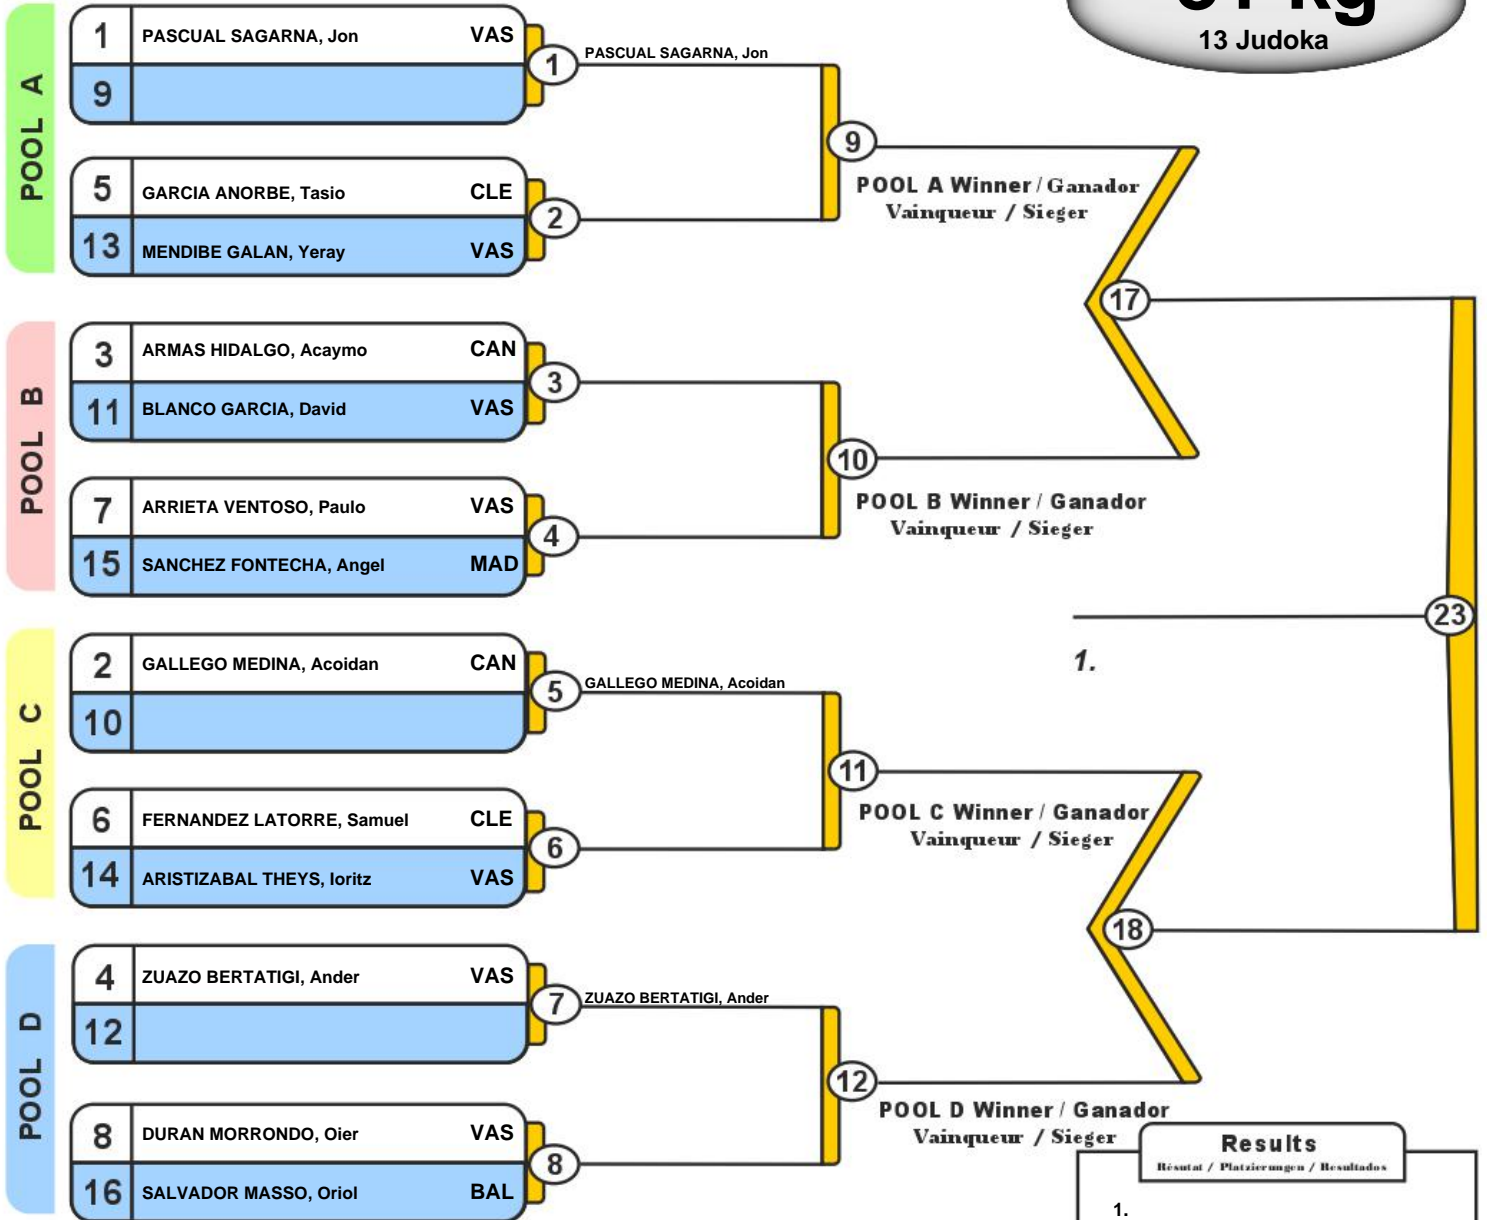 kg
13 Judoka
POOL A
1 PASCUAL SAGARNA, Jon VAS
9
1 PASCUAL SAGARNA, Jon
5 GARCIA ANORBE, Tasio CLE
13 MENDIBE GALAN, Yeray VAS
2
9
POOL A Winner / Ganador
Vainqueur / Sieger
POOL B
3 ARMAS HIDALGO, Acaymo CAN
11 BLANCO GARCIA, David VAS
3
7 ARRIETA VENTOSO, Paulo VAS
15 SANCHEZ FONTECHA, Angel MAD
4
10
POOL B Winner / Ganador
Vainqueur / Sieger
17
POOL C
2 GALLEGO MEDINA, Acoidan CAN
10
5 GALLEGO MEDINA, Acoidan
6 FERNANDEZ LATORRE, Samuel CLE
14 ARISTIZABAL THEYS, Ioritz VAS
6
11
POOL C Winner / Ganador
Vainqueur / Sieger
23
1.
POOL D
4 ZUAZO BERTATIGI, Ander VAS
12
7 ZUAZO BERTATIGI, Ander
8 DURAN MORRONDO, Oier VAS
16 SALVADOR MASSO, Oriol BAL
8
12
POOL D Winner / Ganador
Vainqueur / Sieger
18
Results
Résutat / Platzierungen / Resultados
1.